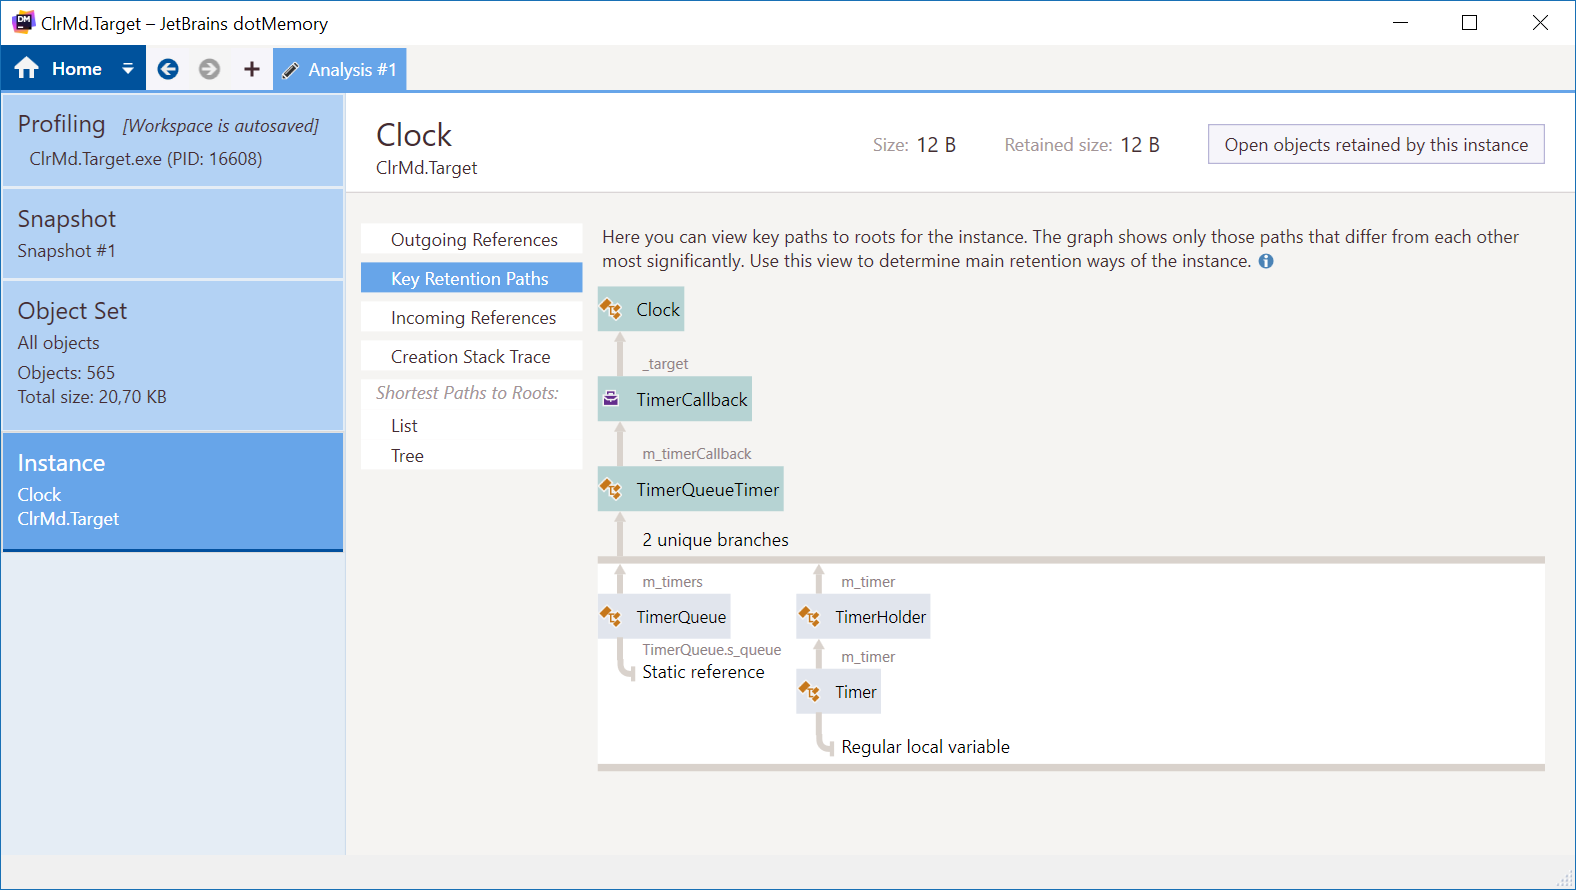 ClrMd.Target – JetBrains dotMemory
Home
Analysis #1
Profiling [Workspace is autosaved]
ClrMd.Target.exe (PID: 16608)
Snapshot
Snapshot #1
Object Set
All objects
Objects: 565
Total size: 20,70 KB
Instance
Clock
ClrMd.Target
Clock
ClrMd.Target
Size: 12 B
Retained size: 12 B
Open objects retained by this instance
Outgoing References
Key Retention Paths
Incoming References
Creation Stack Trace
Shortest Paths to Roots:
List
Tree
Here you can view key paths to roots for the instance. The graph shows only those paths that differ from each other
most significantly. Use this view to determine main retention ways of the instance.
Clock
_target
TimerCallback
m_timerCallback
TimerQueueTimer
2 unique branches
m_timers
TimerQueue
TimerQueue.s_queue
Static reference
m_timer
TimerHolder
m_timer
Timer
Regular local variable